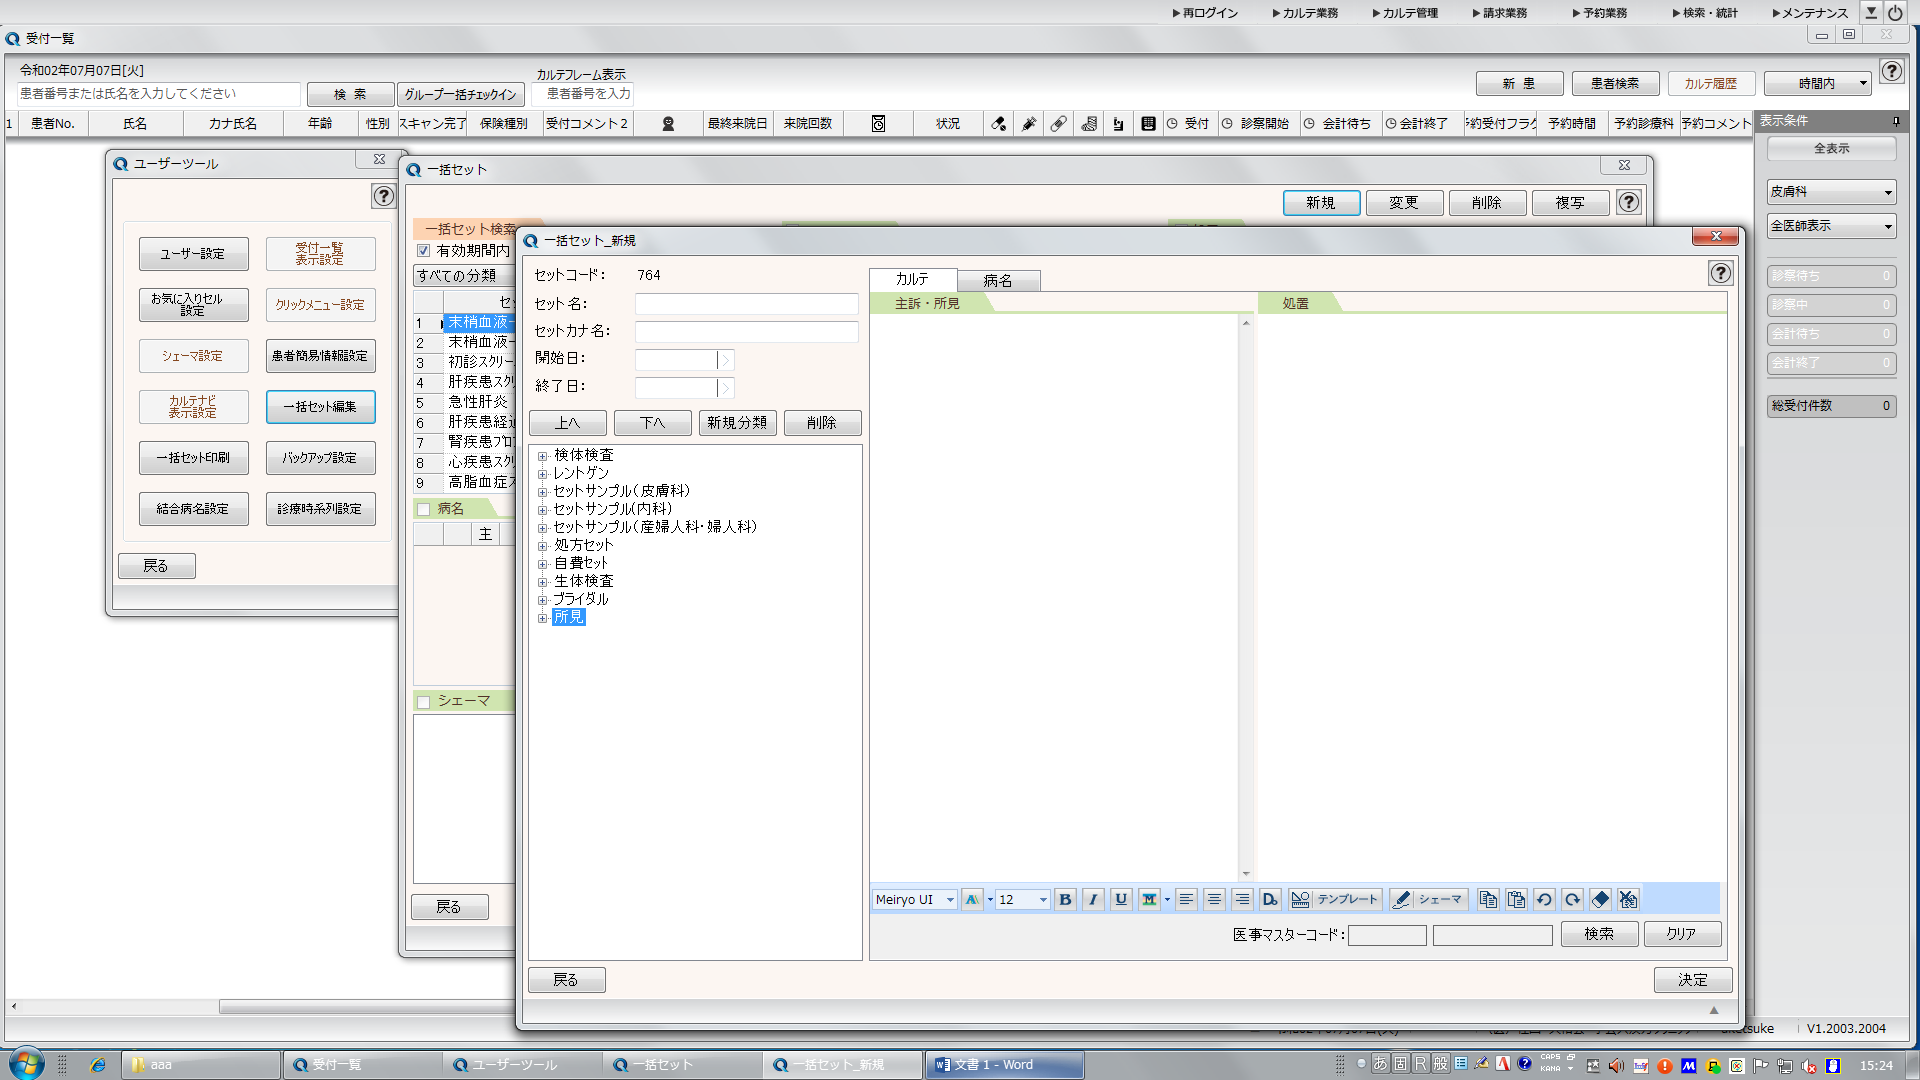 ▶再ログイン ▶カルテ業務 ▶カルテ管理 ▶請求業務 ▶予約業務 ▶検索・統計 ▶メンテナンス
受付一覧
令和02年07月07日[火]
患者番号または氏名を入力してください
検 索
グループ一括チェックイン
カルテフレーム表示
患者番号を入力
新 患
患者検索
カルテ履歴
時間内
1 患者No. 氏名 カナ氏名 年齢 性別 スキャン完了 保険種別 受付コメント2 最終来院日 来院回数 状況 受付 診察開始 会計待ち 会計終了 予約受付フラグ 予約時間 予約診療科 予約コメント
表示条件
全表示
皮膚科
全医師表示
診察待ち 0
診察中 0
会計待ち 0
会計終了 0
総受付件数 0
ユーザーツール
ユーザー設定
受付一覧
表示設定
お気に入りセル
設定
クリックメニュー設定
シェーマ設定
患者簡易情報設定
カルテナビ
表示設定
一括セット編集
一括セット印刷
バックアップ設定
結合病名設定
診療時系列設定
戻る
一括セット
新規
変更
削除
複写
一括セット検索
有効期間内
すべての分類
1 末梢血液
2 末梢血液
3 初診スクリー
4 肝疾患スク
5 急性肝炎
6 肝疾患経
7 腎疾患プロ
8 心疾患スク
9 高脂血症
病名
主
シェーマ
戻る
一括セット_新規
セットコード: 764
セット名:
セットカナ名:
開始日:
終了日:
上へ
下へ
新規分類
削除
検体検査
レントゲン
セットサンプル(皮膚科)
セットサンプル(内科)
セットサンプル(産婦人科・婦人科)
処方セット
自費セット
生体検査
ブライダル
所見
カルテ
病名
主訴・所見
処置
Meiryo UI
12
B I U
テンプレート
シェーマ
医事マスターコード:
検索
クリア
戻る
決定
V1.2003.2004
aaa
受付一覧
ユーザーツール
一括セット
一括セット_新規
文書 1 - Word
あ 固 R 般
CAPS
KANA
15:24